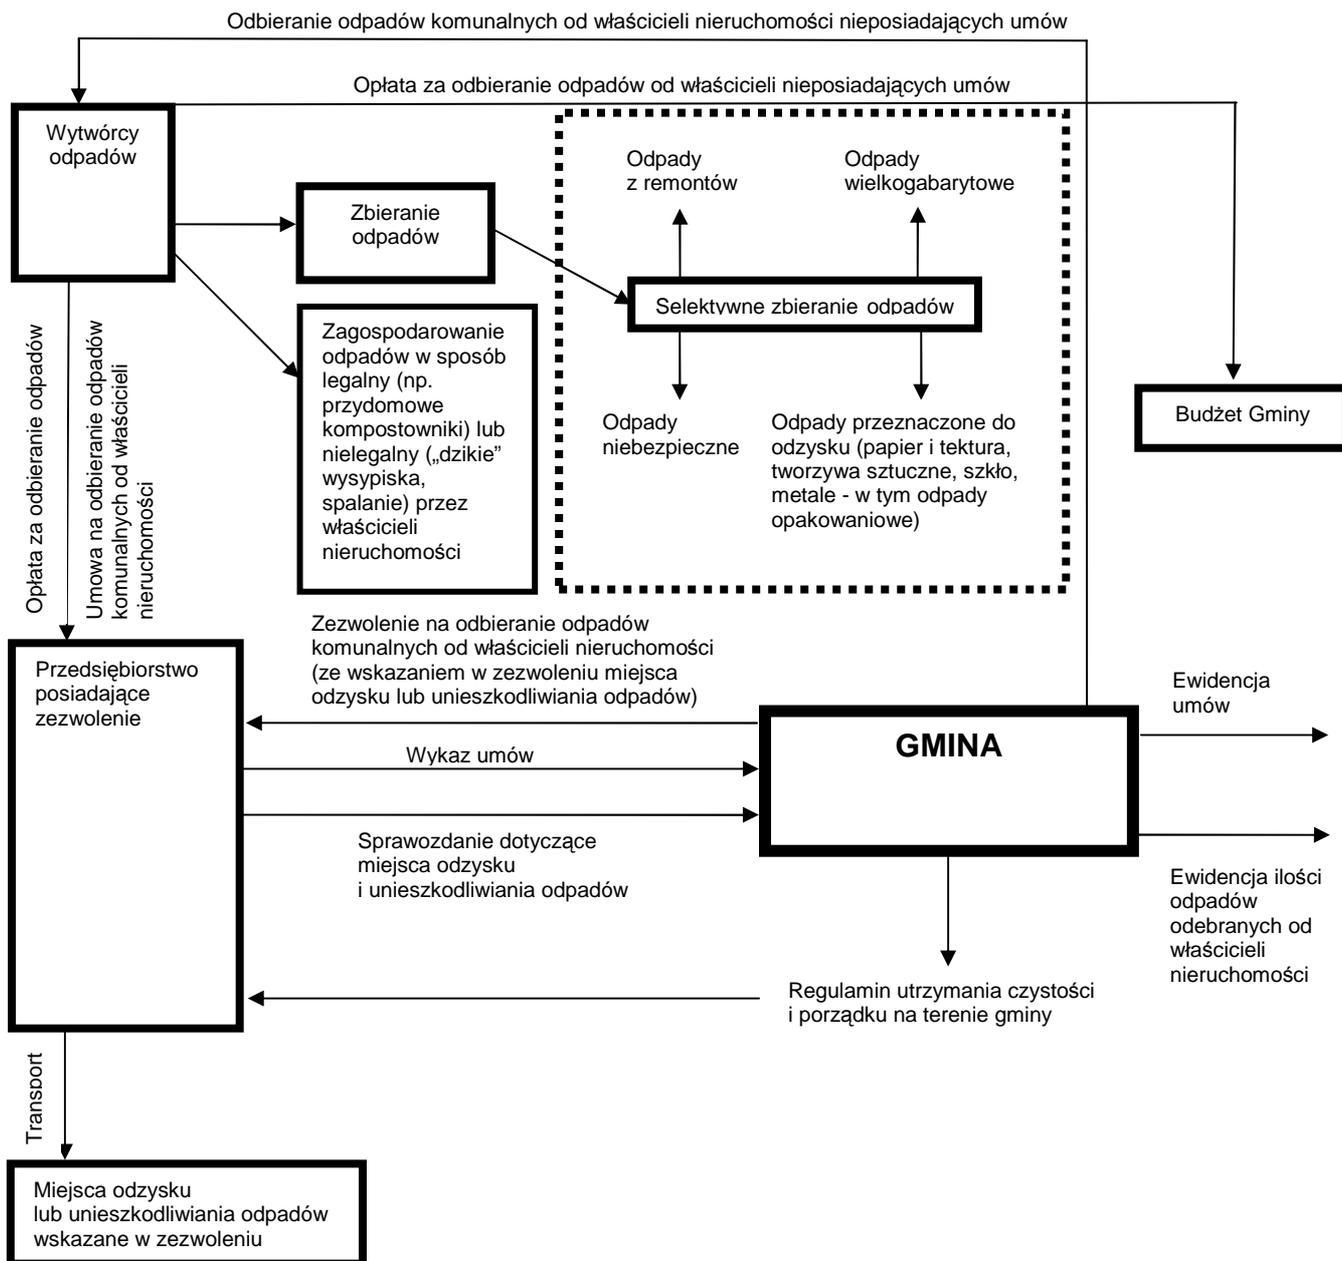 Odbieranie odpadów komunalnych od właścicieli nieruchomości nieposiadających umów
Opłata za odbieranie odpadów od właścicieli nieposiadających umów
Wytwórcy
odpadów
Zbieranie
odpadów
Odpady
z remontów
Odpady
wielkogabarytowe
Selektywne zbieranie odpadów
Odpady
niebezpieczne
Odpady przeznaczone do
odzysku (papier i tektura,
tworzywa sztuczne, szkło,
metale - w tym odpady
opakowaniowe)
Zagospodarowanie
odpadów w sposób
legalny (np.
przydomowe
kompostowniki) lub
nielegalny („dzikie”
wysypiska,
spalanie) przez
właścicieli
nieruchomości
Budżet Gminy
Opłata za odbieranie odpadów
Umowa na odbieranie odpadów
komunalnych od właścicieli
nieruchomości
Zezwolenie na odbieranie odpadów
komunalnych od właścicieli nieruchomości
(ze wskazaniem w zezwoleniu miejsca
odzysku lub unieszkodliwiania odpadów)
Przedsiębiorstwo
posiadające
zezwolenie
Wykaz umów
GMINA
Ewidencja
umów
Sprawozdanie dotyczące
miejsca odzysku
i unieszkodliwiania odpadów
Ewidencja ilości
odpadów
odebranych od
właścicieli
nieruchomości
Regulamin utrzymania czystości
i porządku na terenie gminy
Transport
Miejsca odzysku
lub unieszkodliwiania odpadów
wskazane w zezwoleniu